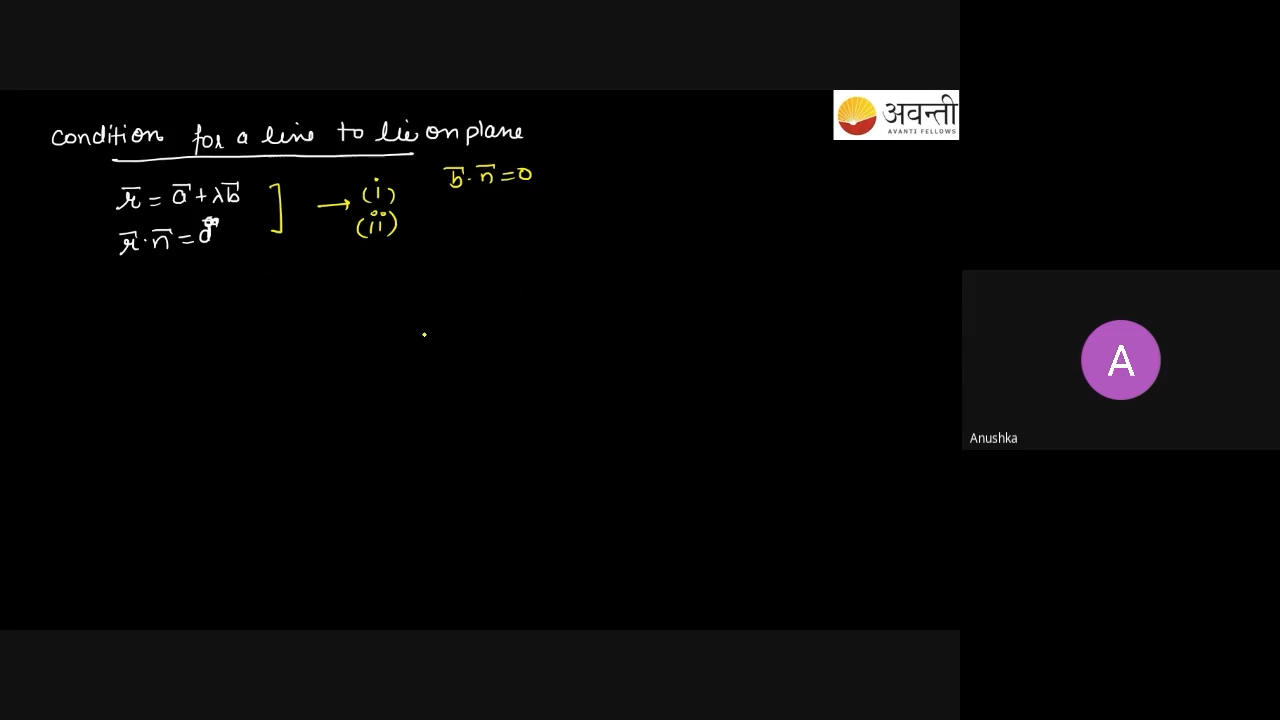 अवन्ती
AVANTI FELLOWS
condition for a line to lie on plane
r̅ = a̅ + λb̅ ] → (i) b̅ · n̅ = 0
(ii)
r̅ · n̅ = d
A
Anushka